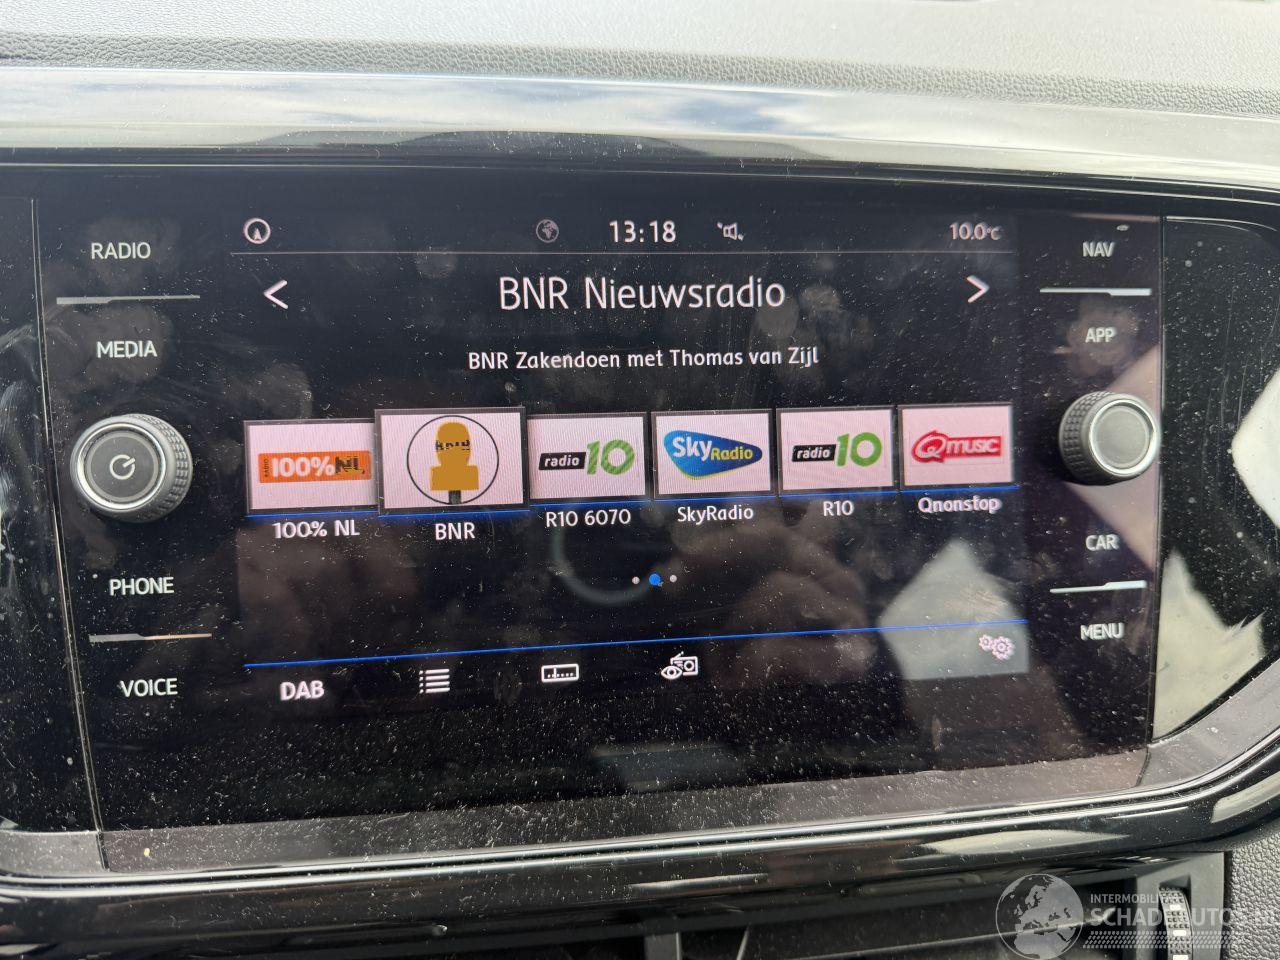 RADIO
MEDIA
PHONE
VOICE
13:18
10.0°C
BNR Nieuwsradio
BNR Zakendoen met Thomas van Zijl
RADIO 100%NL
radio 10
Sky Radio
radio 10
Qmusic
100% NL
BNR
R10 6070
SkyRadio
R10
Qnonstop
DAB
NAV
APP
CAR
MENU